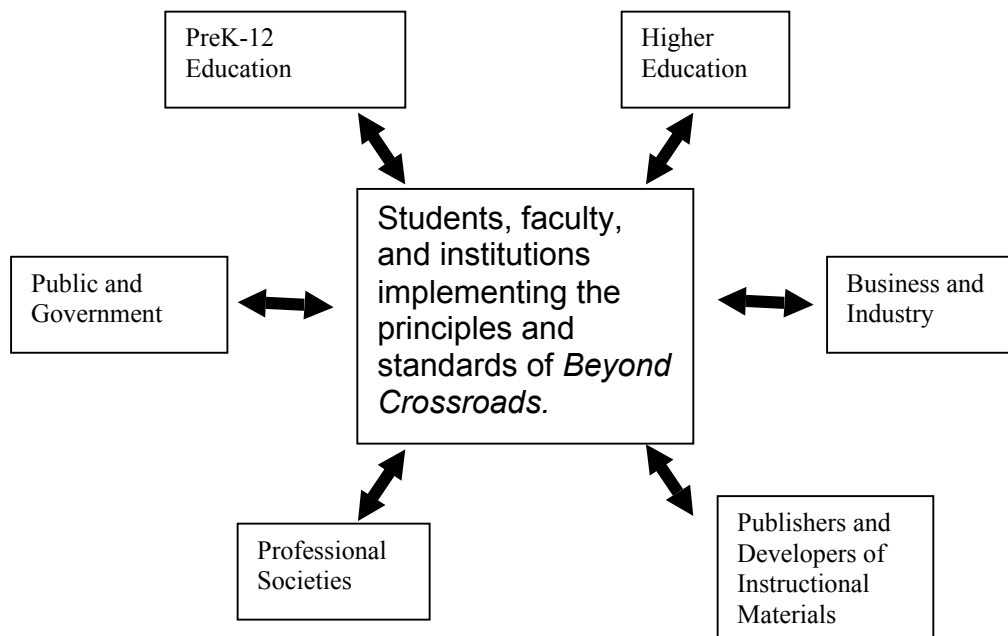 PreK-12
Education
Higher
Education
Students, faculty,
and institutions
implementing the
principles and
standards of Beyond
Crossroads.
Public and
Government
Business and
Industry
Professional
Societies
Publishers and
Developers of
Instructional
Materials